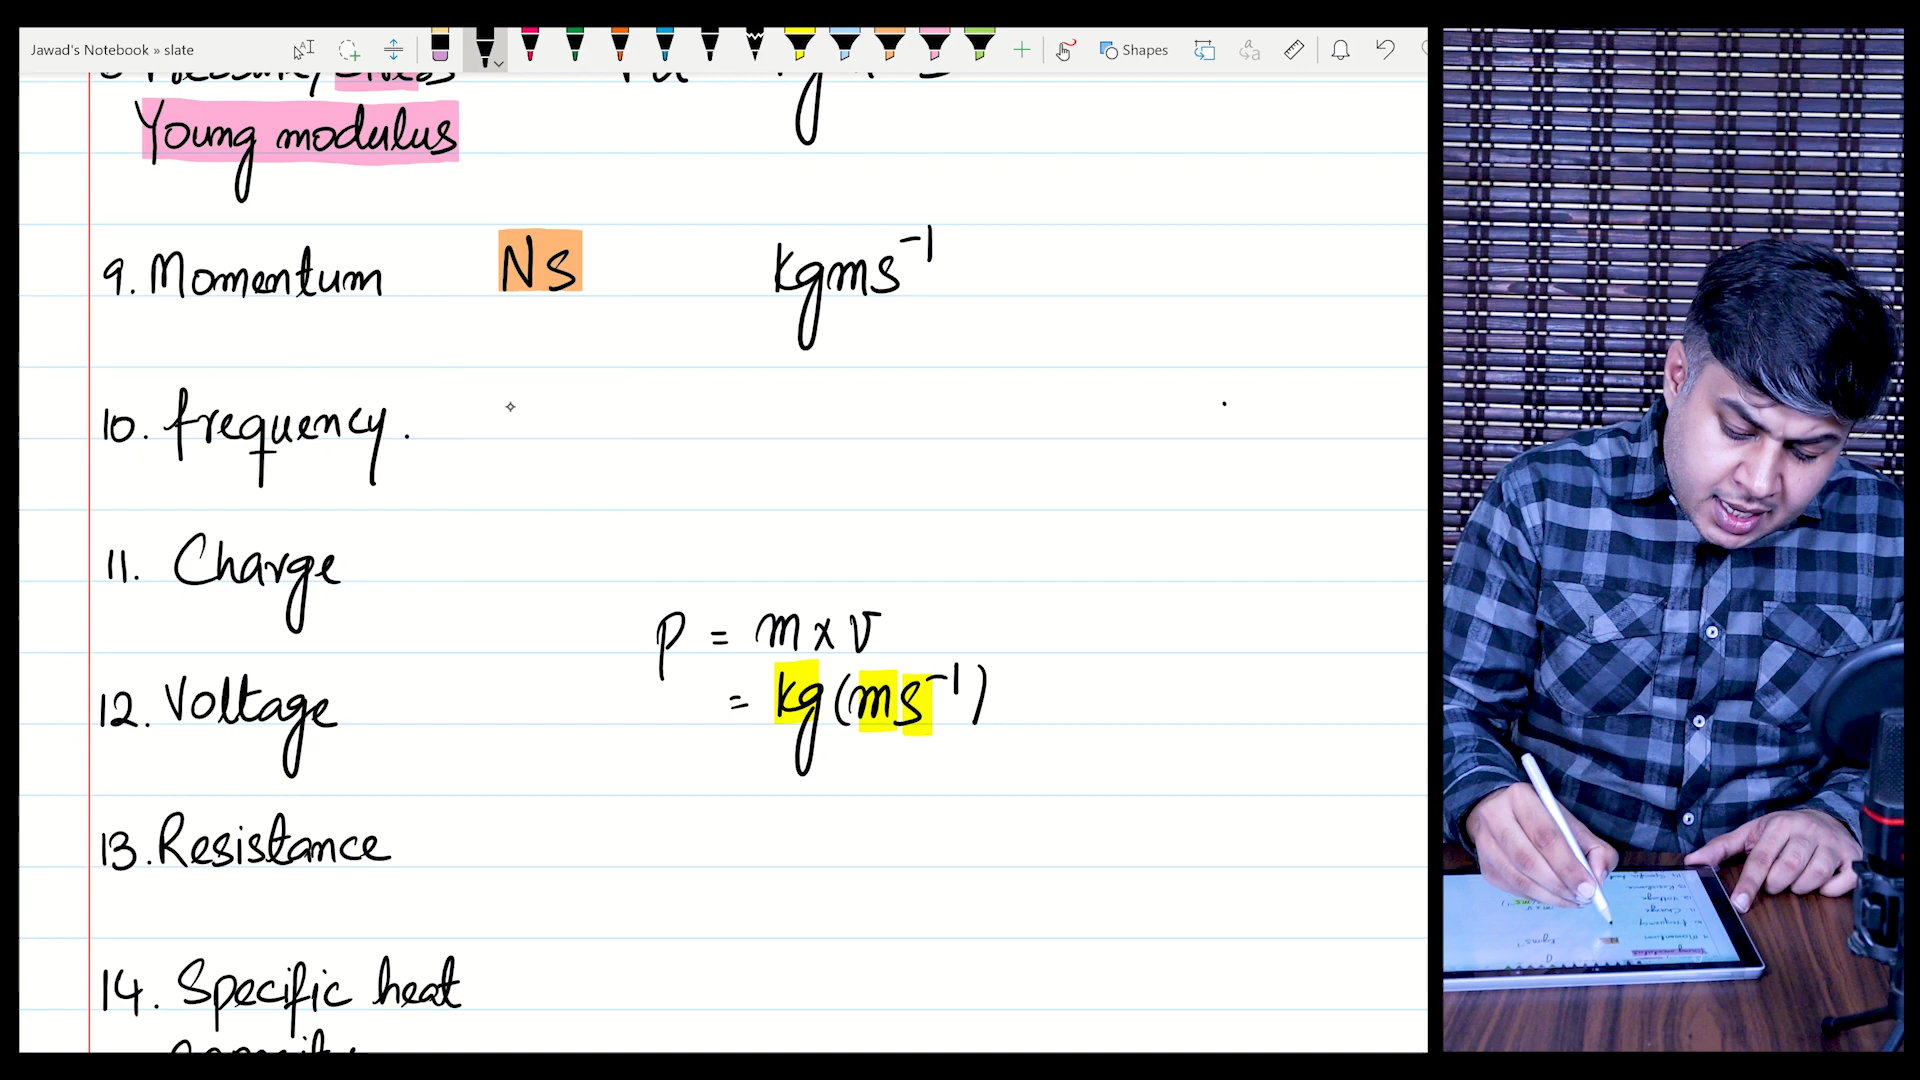 Jawad's Notebook » slate
Shapes
Young modulus
9. Momentum Ns kgms⁻¹
10. frequency.
11. Charge
p = m x v
= kg(ms⁻¹)
12. Voltage
13. Resistance
14. Specific heat